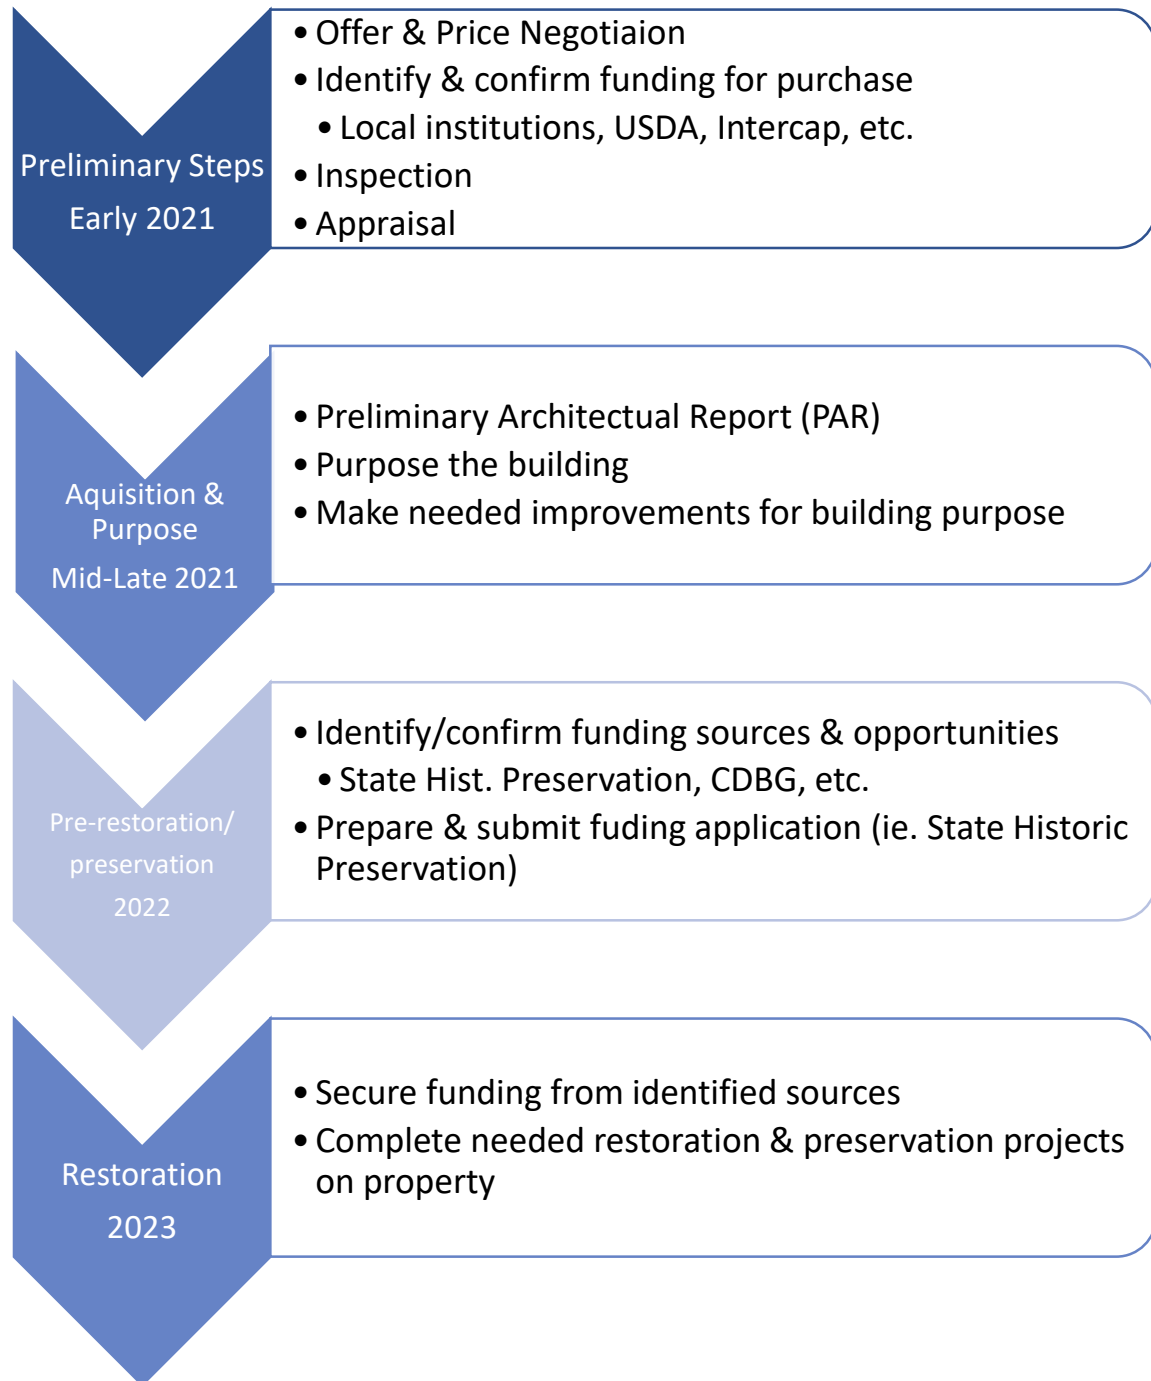 Preliminary Steps
Early 2021
• Offer & Price Negotiaion
• Identify & confirm funding for purchase
• Local institutions, USDA, Intercap, etc.
• Inspection
• Appraisal
Aquisition &
Purpose
Mid-Late 2021
• Preliminary Architectual Report (PAR)
• Purpose the building
• Make needed improvements for building purpose
Pre-restoration/
preservation
2022
• Identify/confirm funding sources & opportunities
• State Hist. Preservation, CDBG, etc.
• Prepare & submit fuding application (ie. State Historic
Preservation)
Restoration
2023
• Secure funding from identified sources
• Complete needed restoration & preservation projects
on property